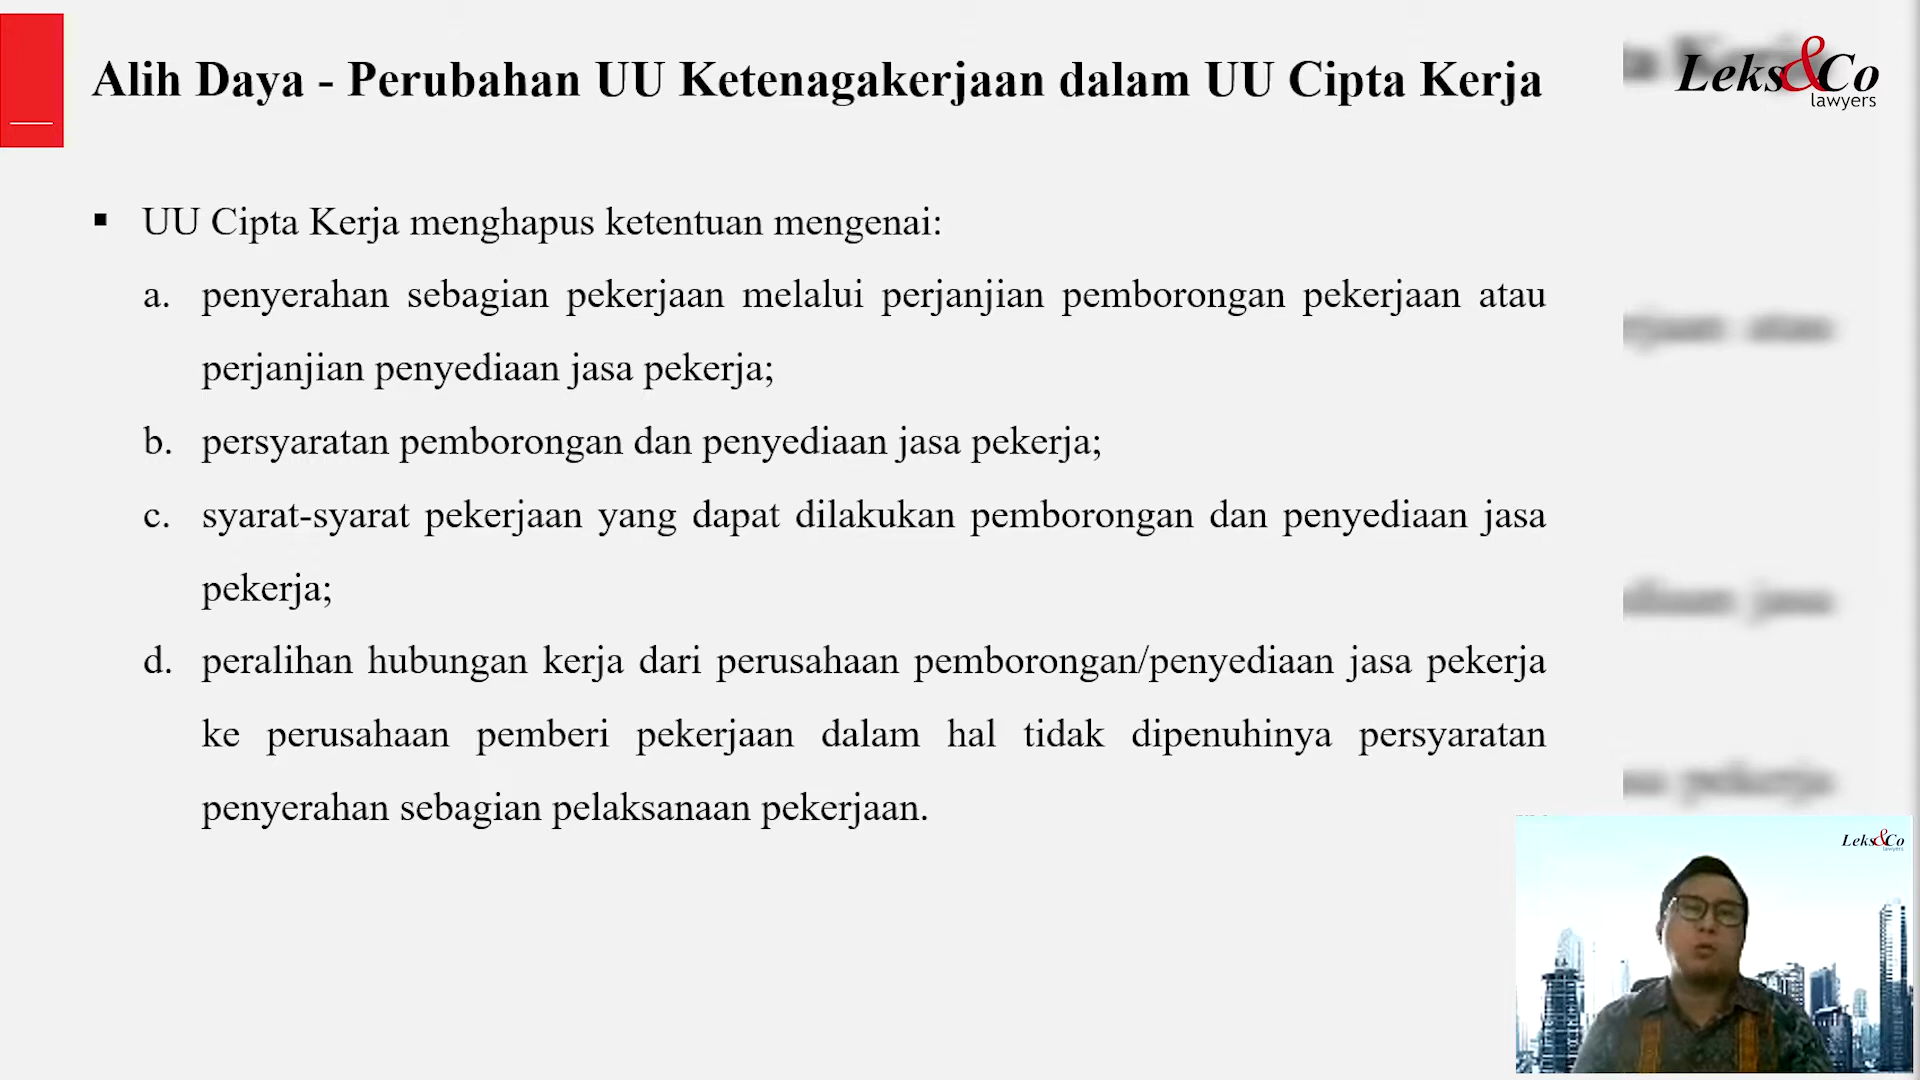 Alih Daya - Perubahan UU Ketenagakerjaan dalam UU Cipta Kerja
Leks&Co
lawyers
▪ UU Cipta Kerja menghapus ketentuan mengenai:
a. penyerahan sebagian pekerjaan melalui perjanjian pemborongan pekerjaan atau
perjanjian penyediaan jasa pekerja;
b. persyaratan pemborongan dan penyediaan jasa pekerja;
c. syarat-syarat pekerjaan yang dapat dilakukan pemborongan dan penyediaan jasa
pekerja;
d. peralihan hubungan kerja dari perusahaan pemborongan/penyediaan jasa pekerja
ke perusahaan pemberi pekerjaan dalam hal tidak dipenuhinya persyaratan
penyerahan sebagian pelaksanaan pekerjaan.
Leks&Co
lawyers